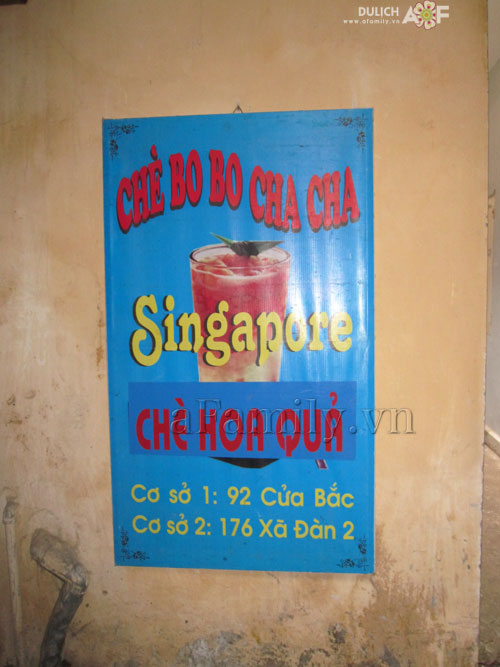 DULICH AF
www.afamily.vn
CHÈ BO BO CHA CHA
Singapore
aFamily.vn
CHÈ HOA QUẢ
Cơ sở 1: 92 Cửa Bắc
Cơ sở 2: 176 Xã Đàn 2